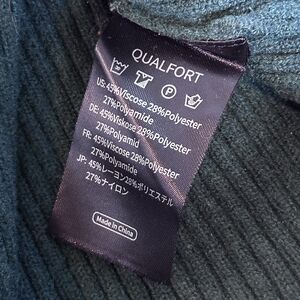 QUALFORT
US: 45%Viscose 28%Polyester
27%Polyamide
DE: 45%Viskose 28%Polyester
27%Polyamid
FR: 45%Viscose 28%Polyester
27%Polyamide
JP: 45%レーヨン28%ポリエステル
27%ナイロン
Made in China